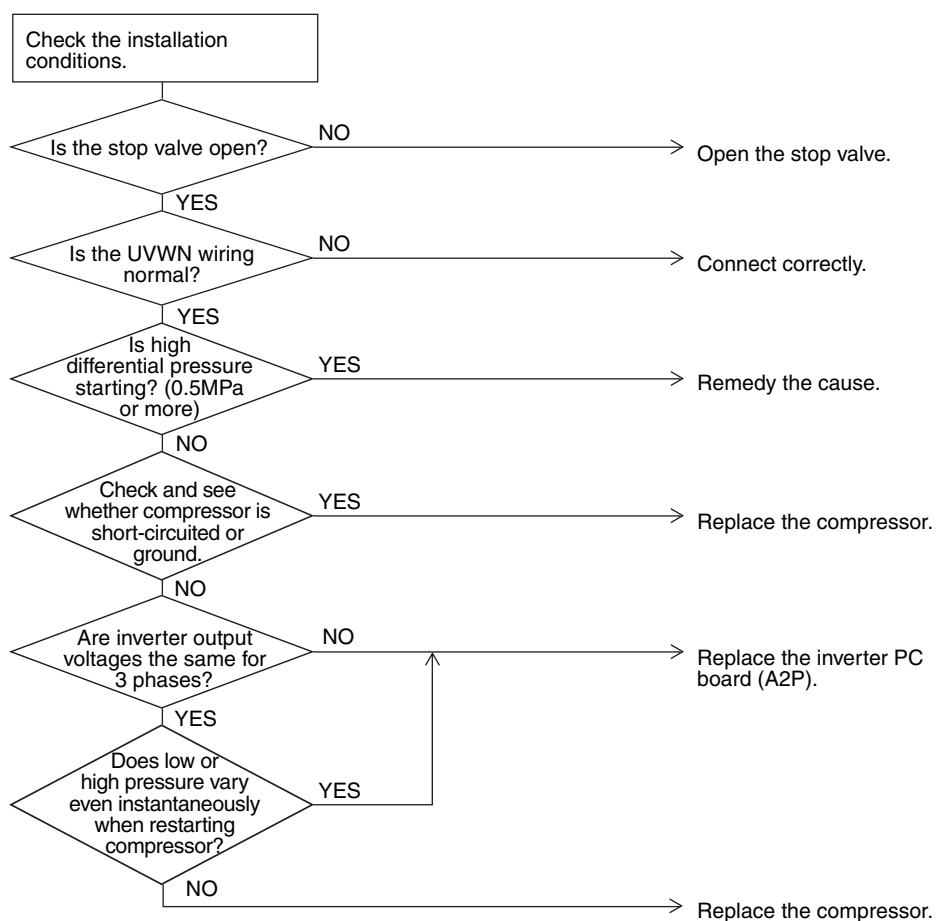 Check the installation
conditions.
Is the stop valve open?
NO
Open the stop valve.
YES
Is the UVWN wiring
normal?
NO
Connect correctly.
YES
Is high
differential pressure
starting? (0.5MPa
or more)
YES
Remedy the cause.
NO
Check and see
whether compressor is
short-circuited or
ground.
YES
Replace the compressor.
NO
Are inverter output
voltages the same for
3 phases?
NO
Replace the inverter PC
board (A2P).
YES
Does low or
high pressure vary
even instantaneously
when restarting
compressor?
YES
NO
Replace the compressor.